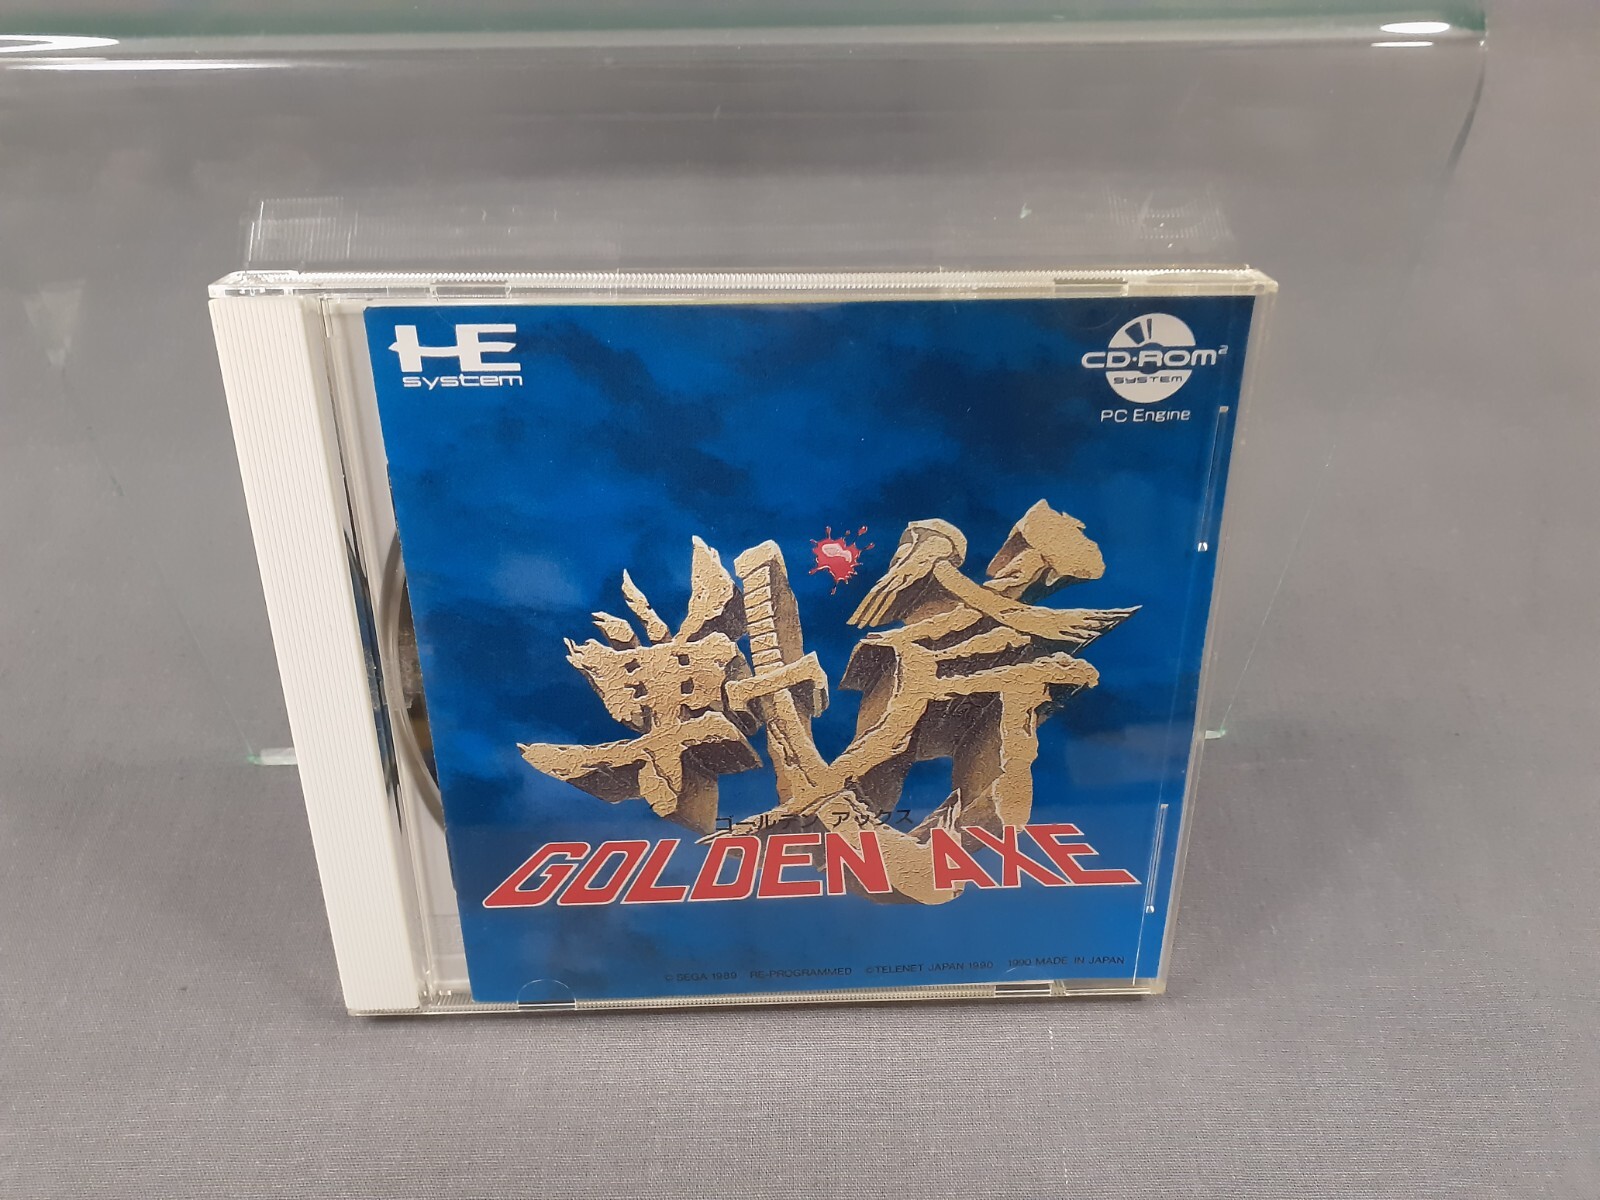 HE
system
CD-ROM²
SYSTEM
PC Engine
戦斧
ゴールデン アックス
GOLDEN AXE
© SEGA 1989 RE-PROGRAMMED © TELENET JAPAN 1990 1990 MADE IN JAPAN